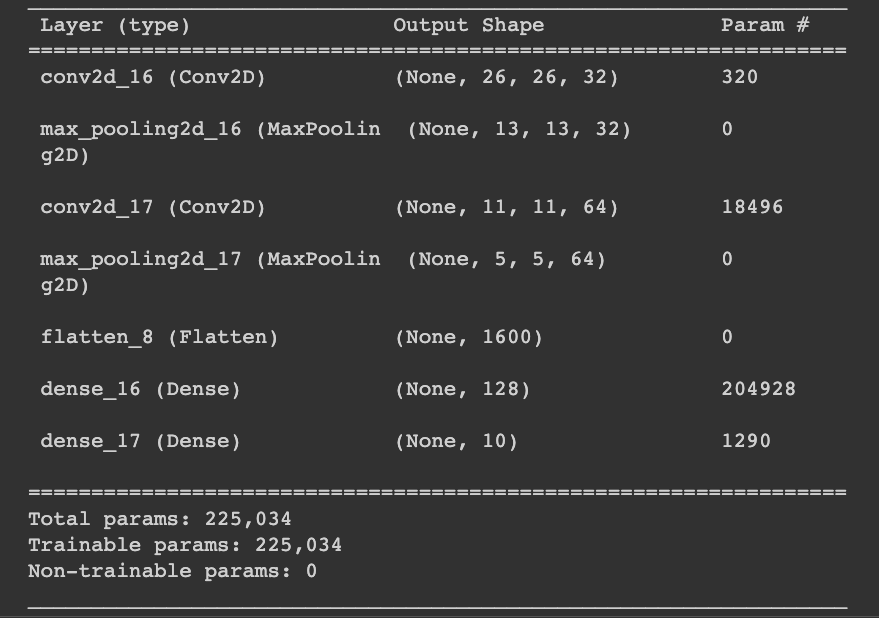 Layer (type) Output Shape Param #
=================================================================
conv2d_16 (Conv2D) (None, 26, 26, 32) 320
max_pooling2d_16 (MaxPoolin (None, 13, 13, 32) 0
g2D)
conv2d_17 (Conv2D) (None, 11, 11, 64) 18496
max_pooling2d_17 (MaxPoolin (None, 5, 5, 64) 0
g2D)
flatten_8 (Flatten) (None, 1600) 0
dense_16 (Dense) (None, 128) 204928
dense_17 (Dense) (None, 10) 1290
=================================================================
Total params: 225,034
Trainable params: 225,034
Non-trainable params: 0